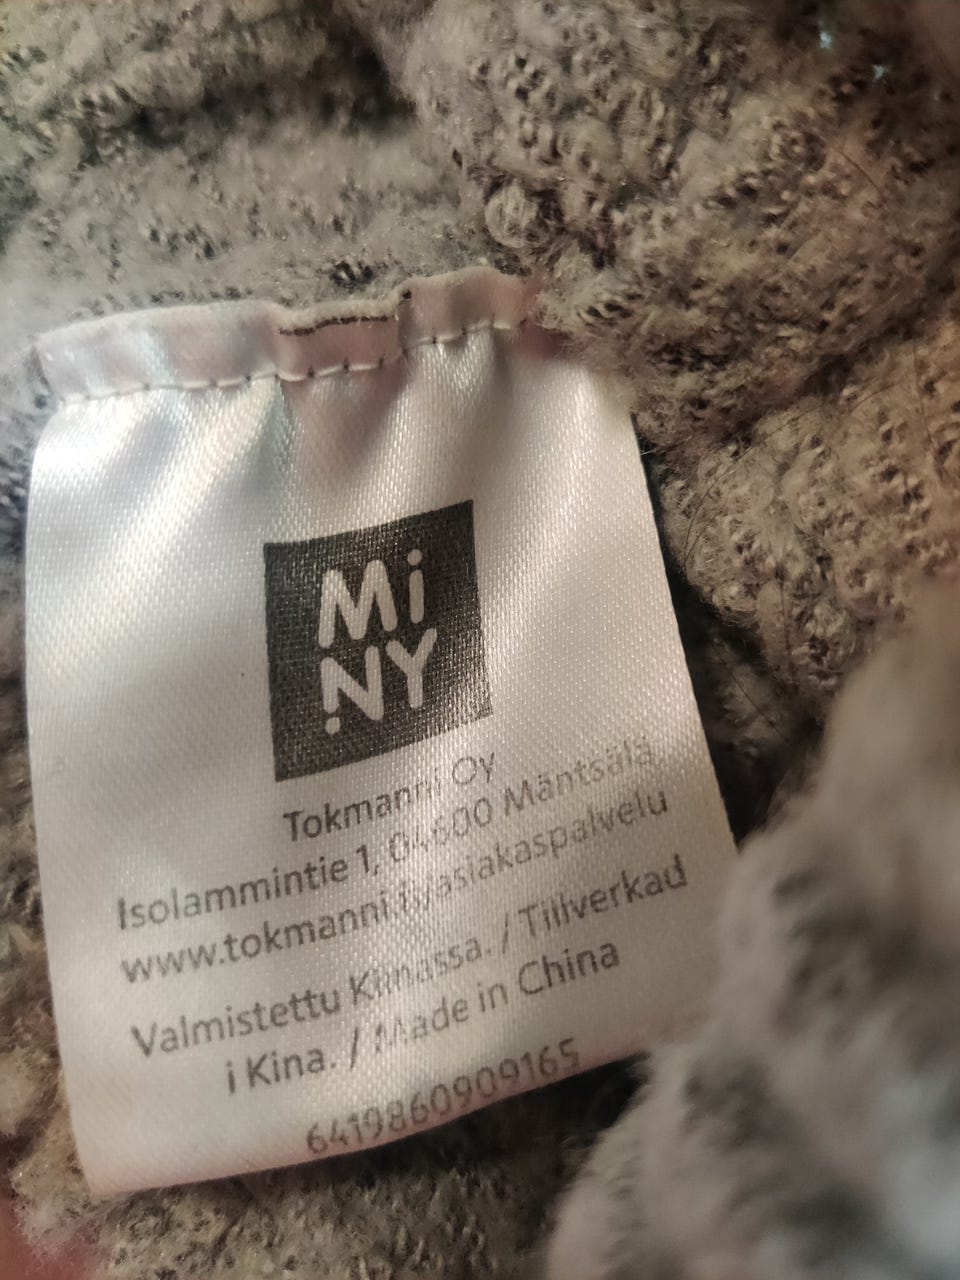 Mi
NY
Tokmanni Oy
Isolammintie 1, 04600 Mäntsälä
www.tokmanni.fi/asiakaspalvelu
Valmistettu Kiinassa. / Tillverkad
i Kina. / Made in China
6419860909165